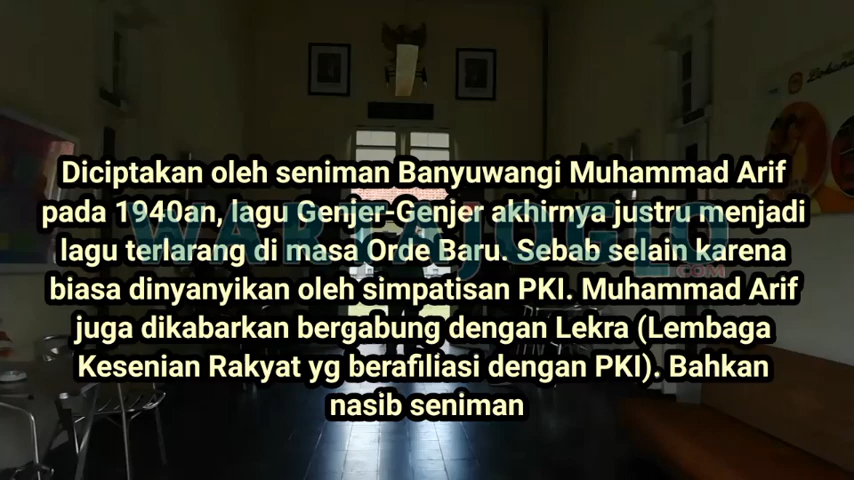 Diciptakan oleh seniman Banyuwangi Muhammad Arif
pada 1940an, lagu Genjer-Genjer akhirnya justru menjadi
lagu terlarang di masa Orde Baru. Sebab selain karena
biasa dinyanyikan oleh simpatisan PKI. Muhammad Arif
juga dikabarkan bergabung dengan Lekra (Lembaga
Kesenian Rakyat yg berafiliasi dengan PKI). Bahkan
nasib seniman
WARTAJOGLO
.COM